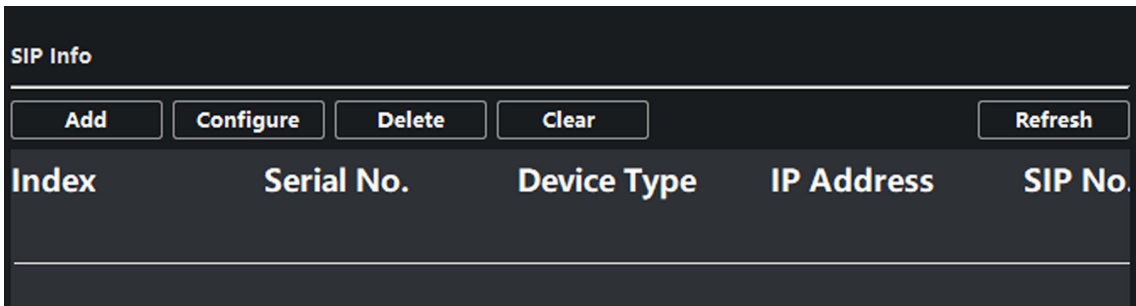 SIP Info
Add Configure Delete Clear Refresh
Index Serial No. Device Type IP Address SIP No.